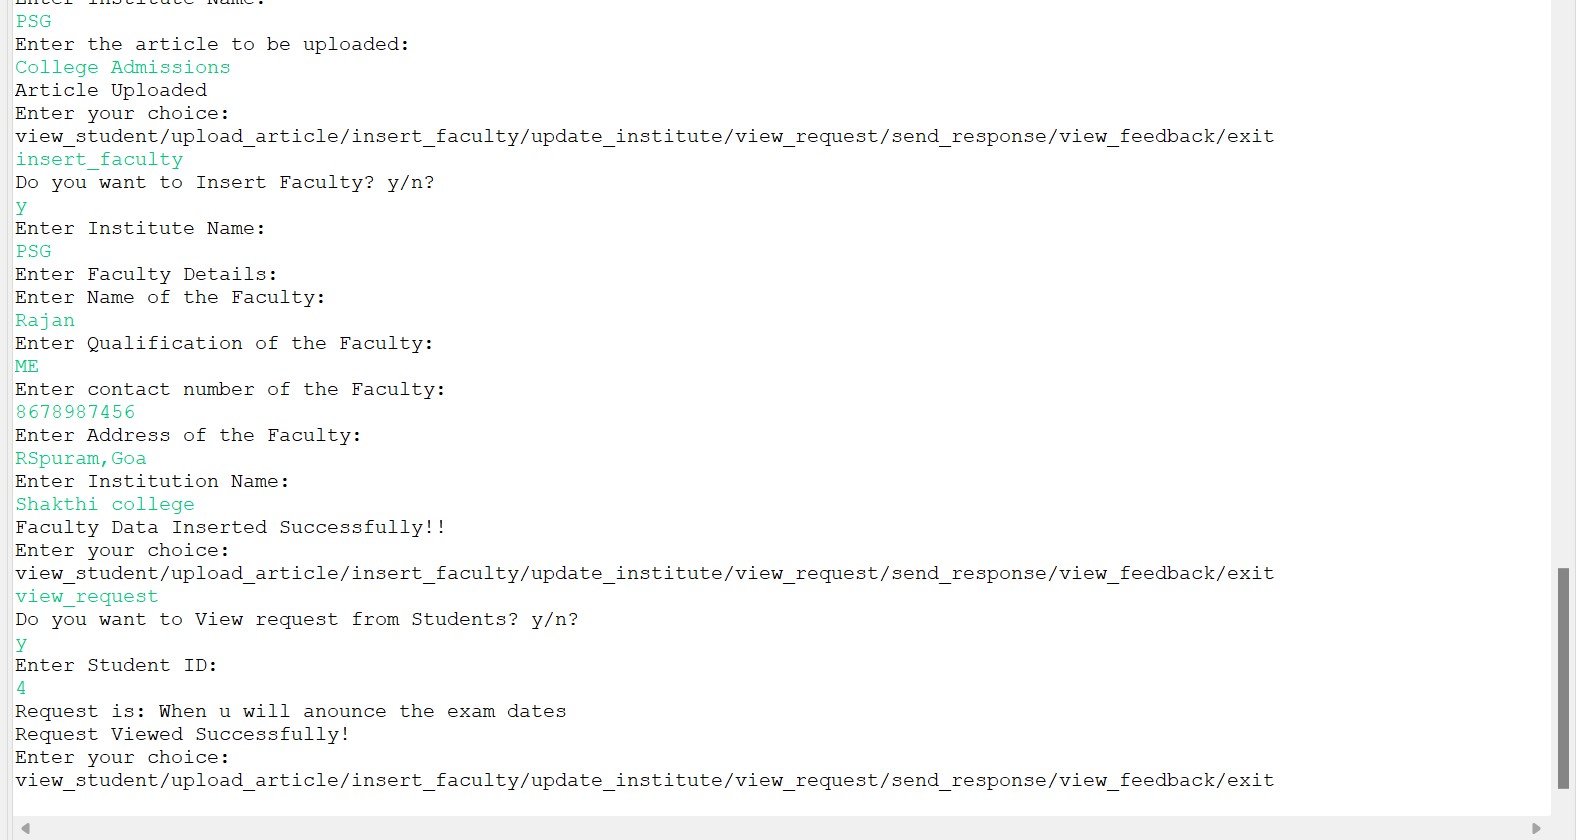 Enter Institute Name:
PSG
Enter the article to be uploaded:
College Admissions
Article Uploaded
Enter your choice:
view_student/upload_article/insert_faculty/update_institute/view_request/send_response/view_feedback/exit
insert_faculty
Do you want to Insert Faculty? y/n?
y
Enter Institute Name:
PSG
Enter Faculty Details:
Enter Name of the Faculty:
Rajan
Enter Qualification of the Faculty:
ME
Enter contact number of the Faculty:
8678987456
Enter Address of the Faculty:
RSpuram,Goa
Enter Institution Name:
Shakthi college
Faculty Data Inserted Successfully!!
Enter your choice:
view_student/upload_article/insert_faculty/update_institute/view_request/send_response/view_feedback/exit
view_request
Do you want to View request from Students? y/n?
y
Enter Student ID:
4
Request is: When u will anounce the exam dates
Request Viewed Successfully!
Enter your choice:
view_student/upload_article/insert_faculty/update_institute/view_request/send_response/view_feedback/exit